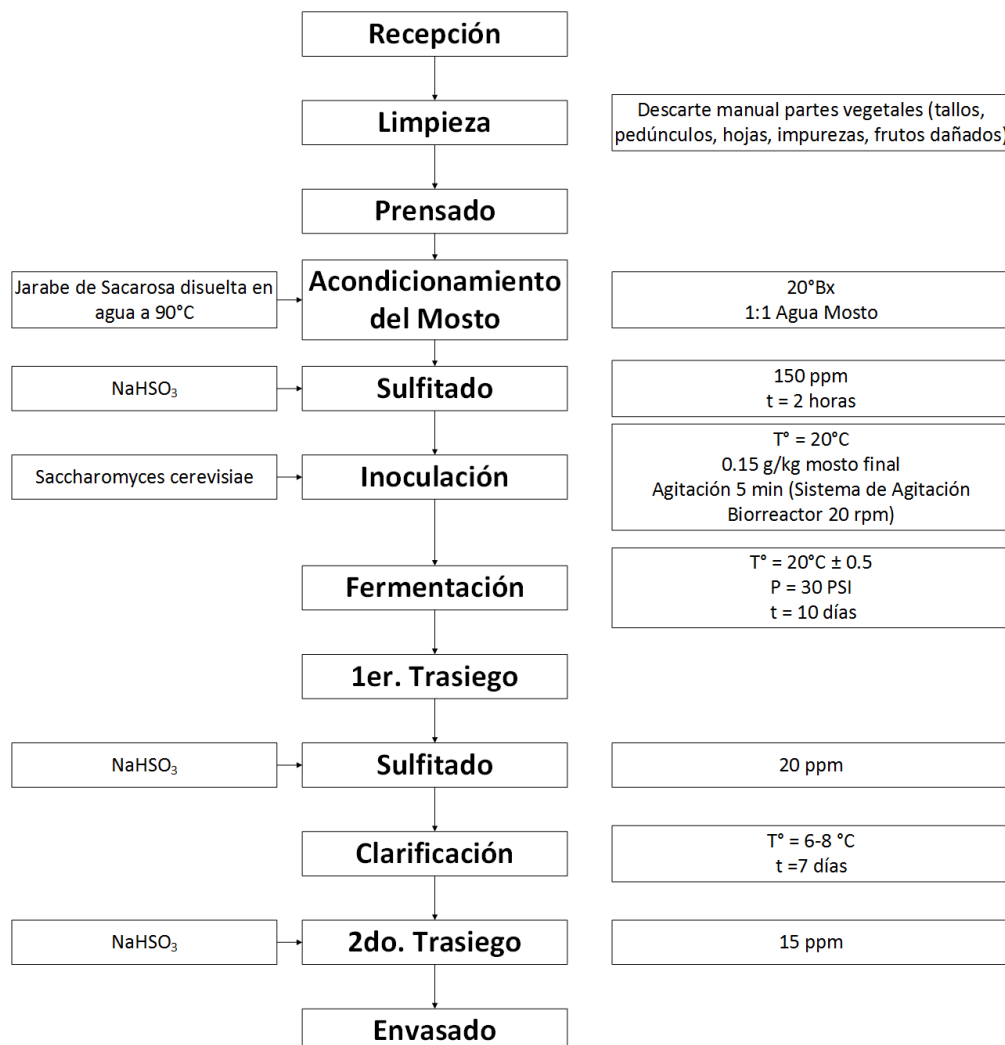 Recepción
Limpieza
Descarte manual partes vegetales (tallos,
pedúnculos, hojas, impurezas, frutos dañados)
Prensado
Jarabe de Sacarosa disuelta en
agua a 90°C
Acondicionamiento
del Mosto
20°Bx
1:1 Agua Mosto
NaHSO₃
Sulfitado
150 ppm
t = 2 horas
Saccharomyces cerevisiae
Inoculación
T° = 20°C
0.15 g/kg mosto final
Agitación 5 min (Sistema de Agitación
Biorreactor 20 rpm)
Fermentación
T° = 20°C ± 0.5
P = 30 PSI
t = 10 días
1er. Trasiego
NaHSO₃
Sulfitado
20 ppm
Clarificación
T° = 6-8 °C
t =7 días
NaHSO₃
2do. Trasiego
15 ppm
Envasado